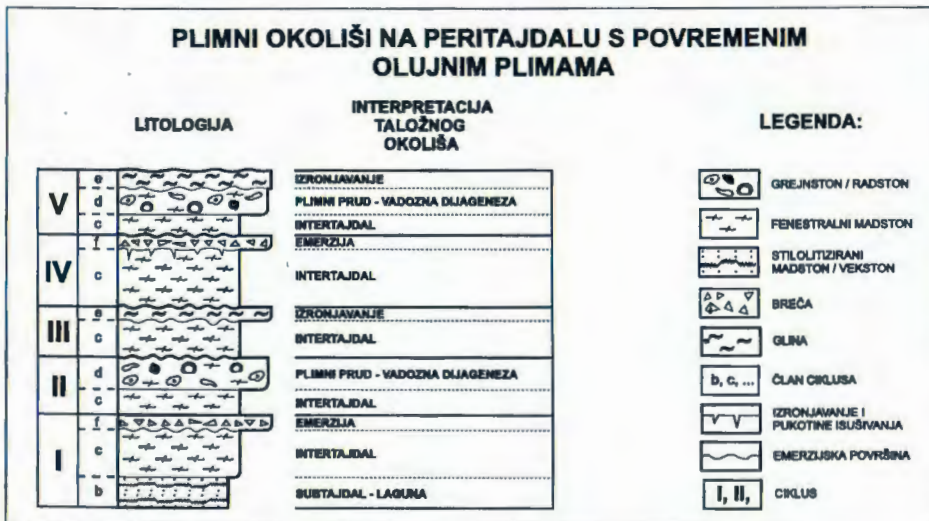 PLIMNI OKOLIŠI NA PERITAJDALU S POVREMENIM
OLUJNIM PLIMAMA
LITOLOGIJA
INTERPRETACIJA
TALOŽNOG
OKOLIŠA
V
e
IZRONJAVANJE
d
PLIMNI PRUD - VADOZNA DIJAGENEZA
c
INTERTAJDAL
IV
f
EMERZIJA
c
INTERTAJDAL
III
e
IZRONJAVANJE
c
INTERTAJDAL
II
d
PLIMNI PRUD - VADOZNA DIJAGENEZA
c
INTERTAJDAL
I
f
EMERZIJA
c
INTERTAJDAL
b
SUBTAJDAL - LAGUNA
LEGENDA:
GREJNSTON / RADSTON
FENESTRALNI MADSTON
STILOLITIZIRANI
MADSTON / VEKSTON
BREČA
GLINA
b, c, ...
ČLAN CIKLUSA
IZRONJAVANJE I
PUKOTINE ISUŠIVANJA
EMERZIJSKA POVRŠINA
I, II,
CIKLUS